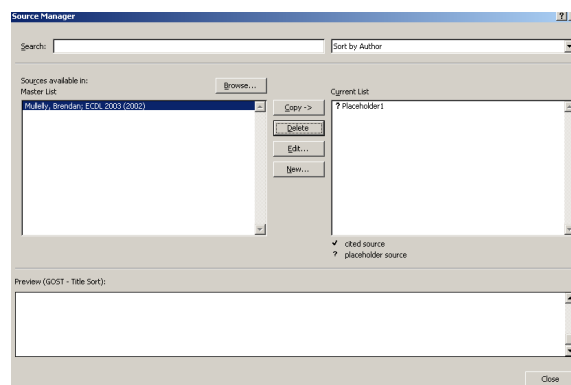 Source Manager
Search:
Sort by Author
Sources available in:
Master List
Browse...
Current List
Mullelly, Brendan; ECDL 2003 (2002)
Copy ->
? Placeholder1
Delete
Edit...
New...
✓ cited source
? placeholder source
Preview (GOST - Title Sort):
Close